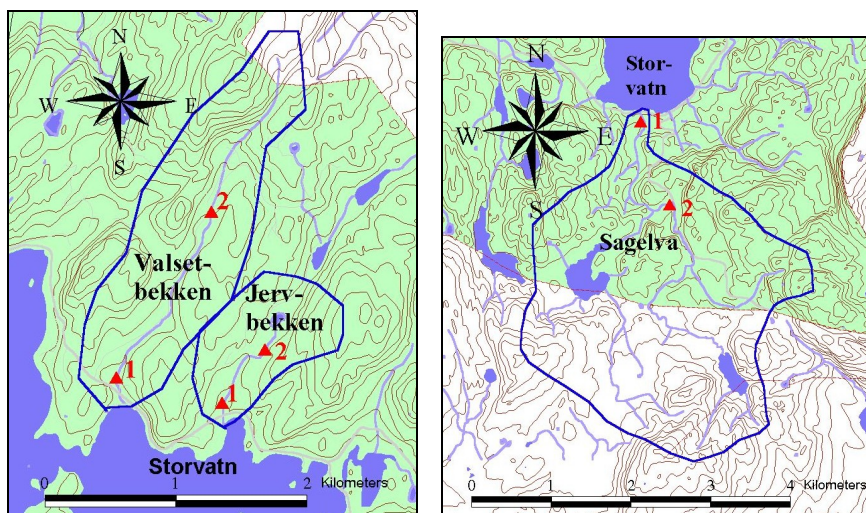 N
W
E
S
2
Valset-
bekken
Jerv-
bekken
2
1
1
Storvatn
0 1 2 Kilometers
Stor-
vatn
N
W
E
S
1
2
Sagelva
0 1 2 3 4 Kilometers